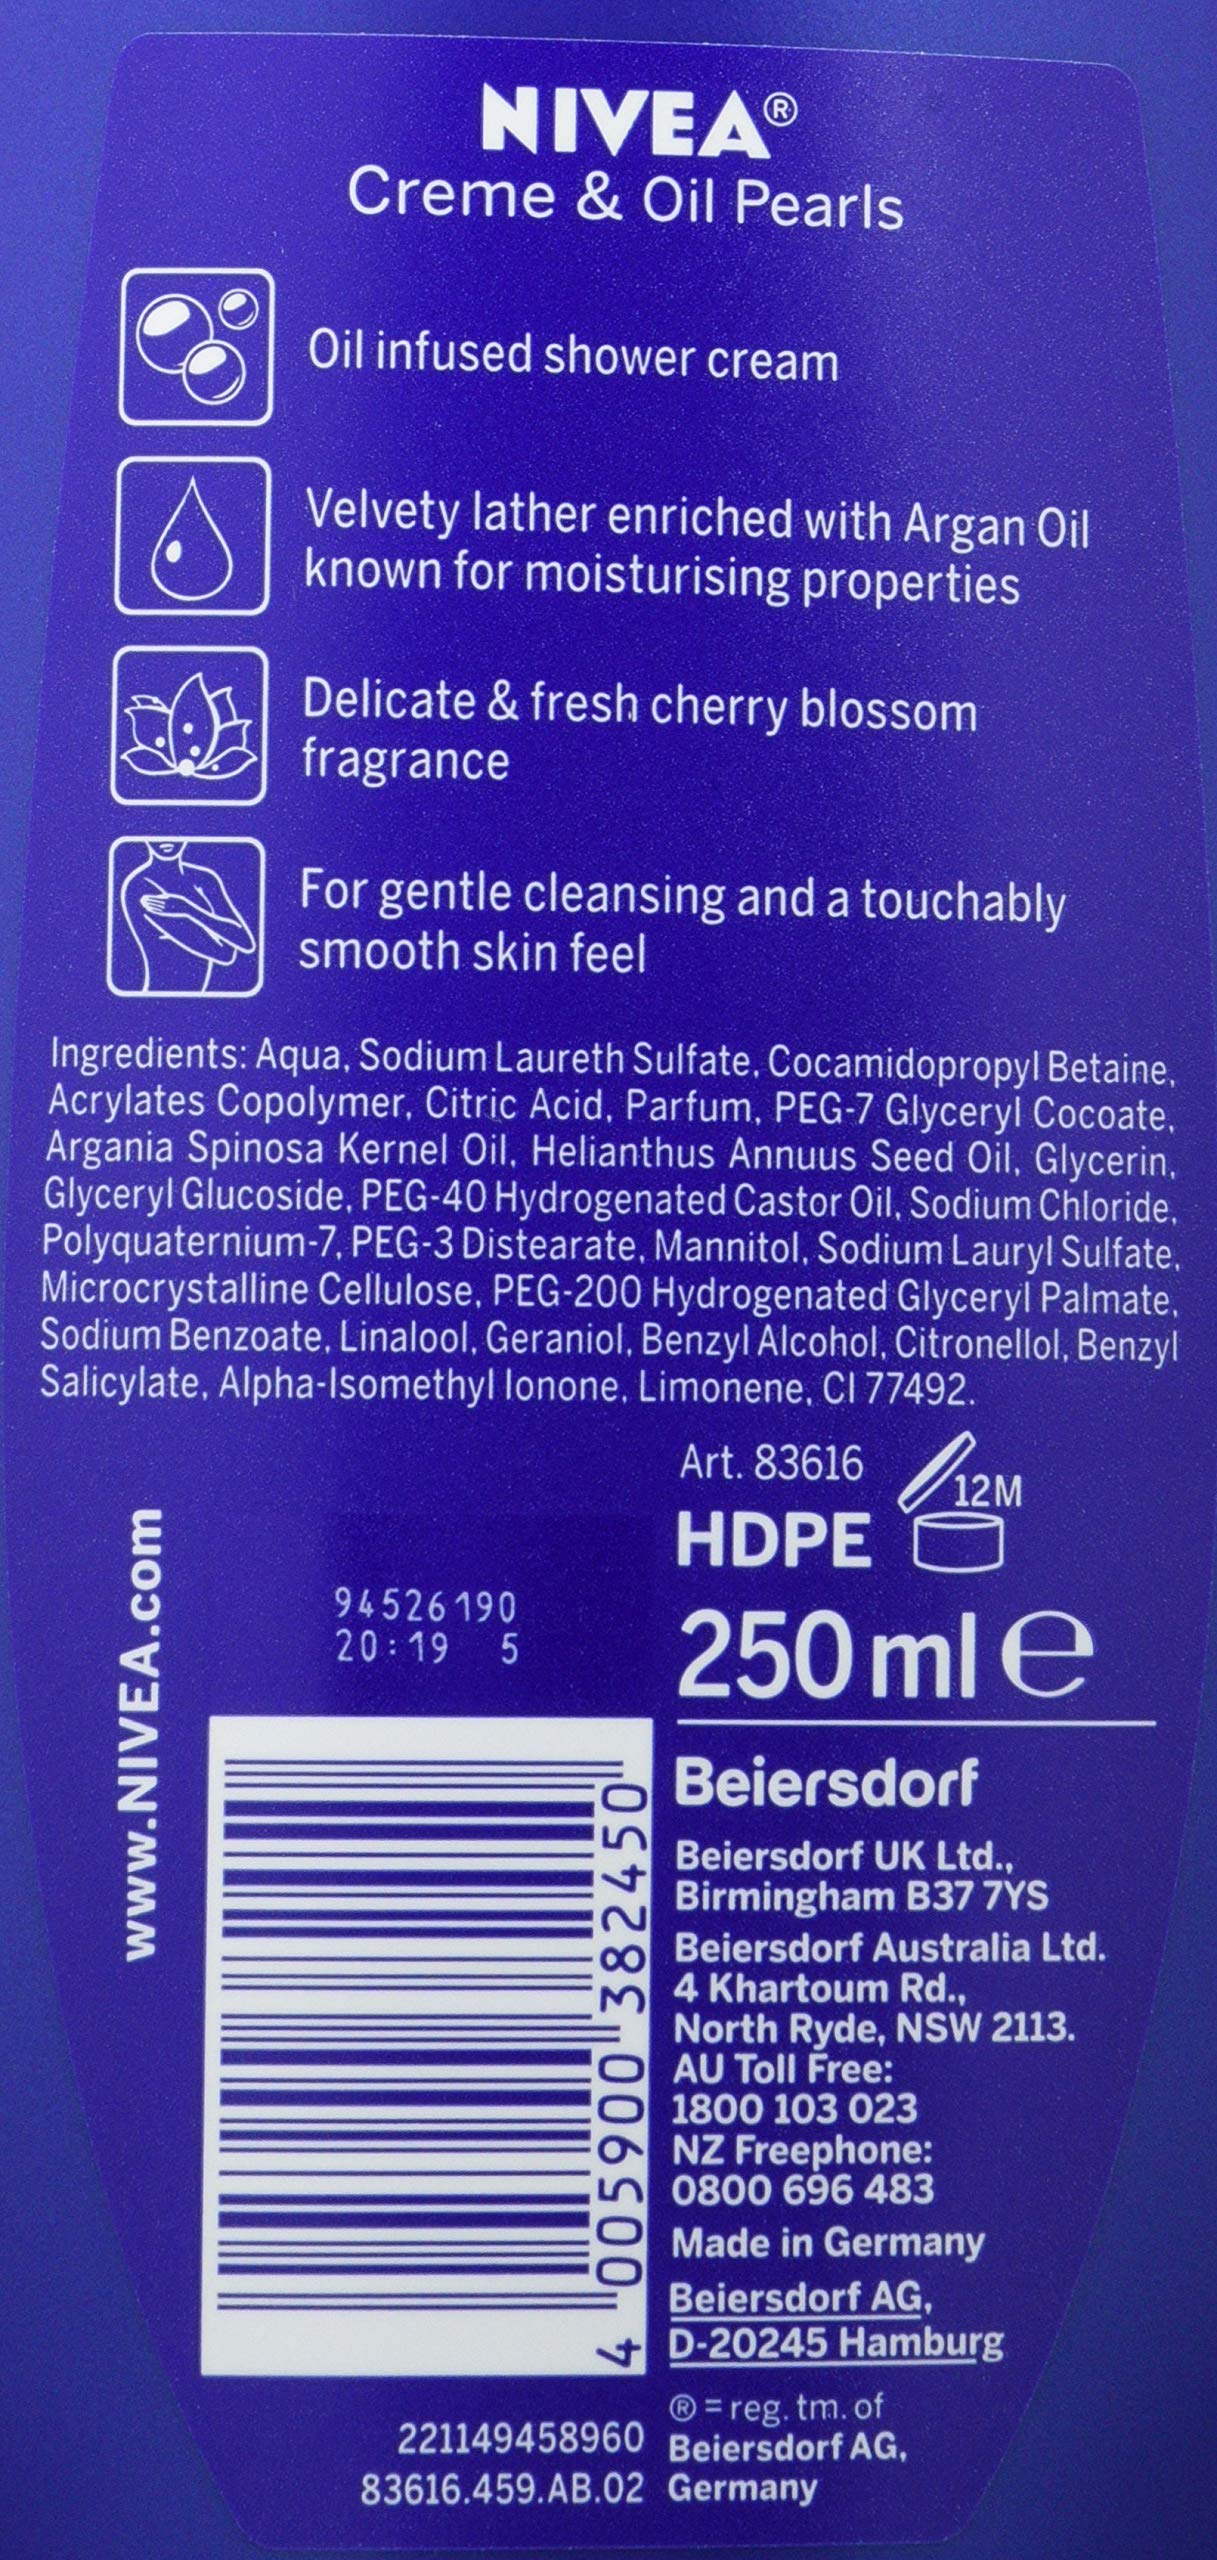 NIVEA®
Creme & Oil Pearls
Oil infused shower cream
Velvety lather enriched with Argan Oil
known for moisturising properties
Delicate & fresh cherry blossom
fragrance
For gentle cleansing and a touchably
smooth skin feel
Ingredients: Aqua, Sodium Laureth Sulfate, Cocamidopropyl Betaine,
Acrylates Copolymer, Citric Acid, Parfum, PEG-7 Glyceryl Cocoate,
Argania Spinosa Kernel Oil, Helianthus Annuus Seed Oil, Glycerin,
Glyceryl Glucoside, PEG-40 Hydrogenated Castor Oil, Sodium Chloride,
Polyquaternium-7, PEG-3 Distearate, Mannitol, Sodium Lauryl Sulfate,
Microcrystalline Cellulose, PEG-200 Hydrogenated Glyceryl Palmate,
Sodium Benzoate, Linalool, Geraniol, Benzyl Alcohol, Citronellol, Benzyl
Salicylate, Alpha-Isomethyl Ionone, Limonene, CI 77492.
www.NIVEA.com
94526190
20:19 5
Art. 83616
12M
HDPE
250 ml e
4 005900 382450
221149458960
83616.459.AB.02
Beiersdorf
Beiersdorf UK Ltd.,
Birmingham B37 7YS
Beiersdorf Australia Ltd.
4 Khartoum Rd.,
North Ryde, NSW 2113.
AU Toll Free:
1800 103 023
NZ Freephone:
0800 696 483
Made in Germany
Beiersdorf AG,
D-20245 Hamburg
® = reg. tm. of
Beiersdorf AG,
Germany